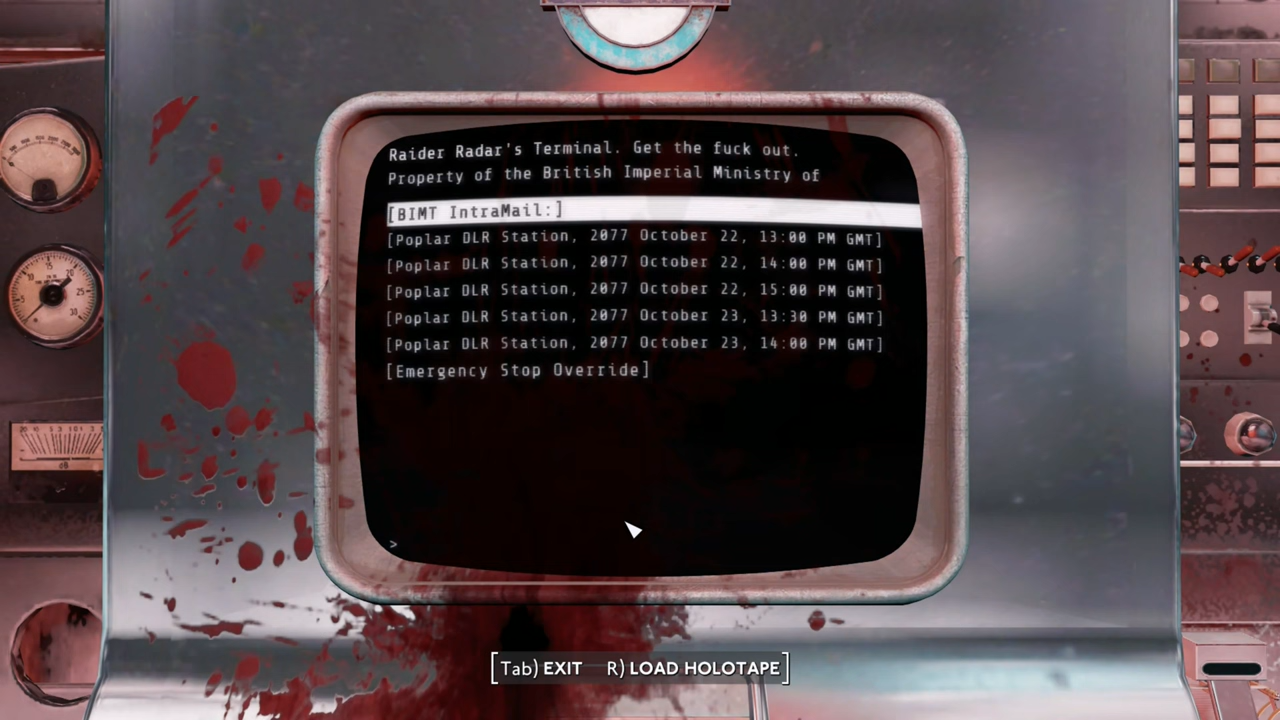 Raider Radar's Terminal. Get the fuck out.
Property of the British Imperial Ministry of
[BIMT IntraMail:]
[Poplar DLR Station, 2077 October 22, 13:00 PM GMT]
[Poplar DLR Station, 2077 October 22, 14:00 PM GMT]
[Poplar DLR Station, 2077 October 22, 15:00 PM GMT]
[Poplar DLR Station, 2077 October 23, 13:30 PM GMT]
[Poplar DLR Station, 2077 October 23, 14:00 PM GMT]
[Emergency Stop Override]
>
[Tab) EXIT R) LOAD HOLOTAPE]